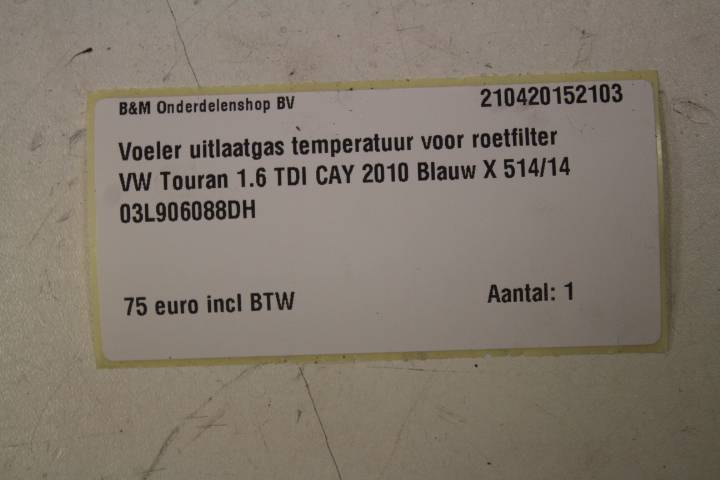 B&M Onderdelenshop BV 210420152103
Voeler uitlaatgas temperatuur voor roetfilter
VW Touran 1.6 TDI CAY 2010 Blauw X 514/14
03L906088DH
75 euro incl BTW Aantal: 1